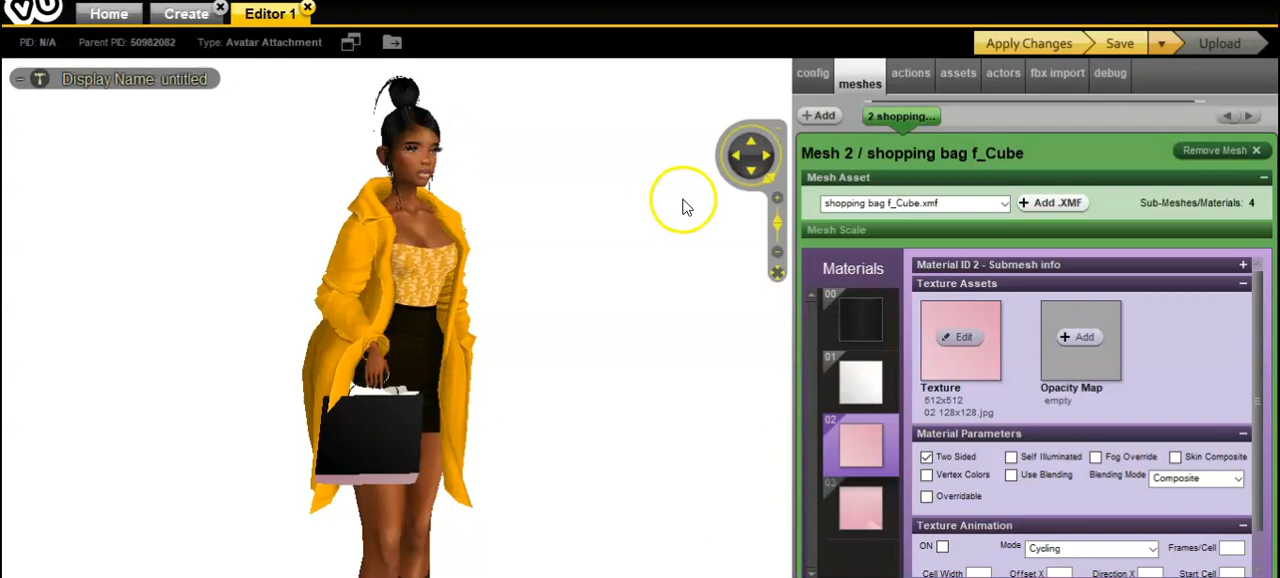 Home
Create
Editor 1
PID: N/A
Parent PID: 50982082
Type: Avatar Attachment
Apply Changes
Save
Upload
T
Display Name: untitled
config
meshes
actions
assets
actors
fbx import
debug
+ Add
2 shopping...
Mesh 2 / shopping bag f_Cube
Remove Mesh
Mesh Asset
shopping bag f_Cube.xmf
+ Add .XMF
Sub-Meshes/Materials: 4
Mesh Scale
Materials
00
01
02
03
Material ID 2 - Submesh info
Texture Assets
Edit
+ Add
Texture
512x512
02 128x128.jpg
Opacity Map
empty
Material Parameters
Two Sided
Self Illuminated
Fog Override
Skin Composite
Vertex Colors
Use Blending
Blending Mode
Composite
Overridable
Texture Animation
ON
Mode
Cycling
Frames/Cell
Cell Width
Offset X
Direction X
Start Cell